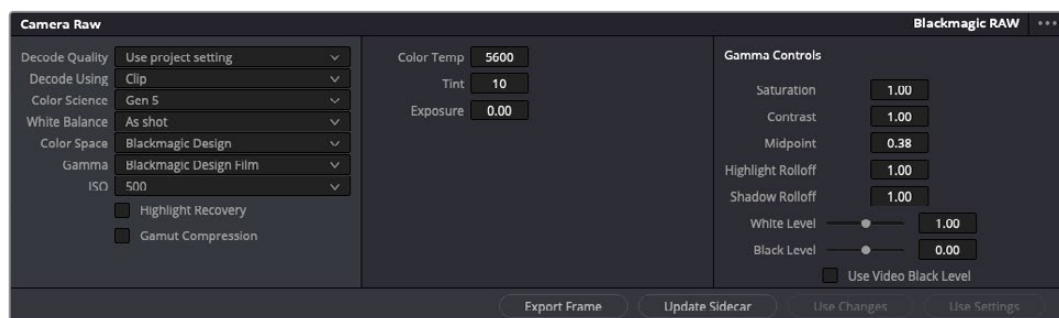 Camera Raw
Blackmagic RAW
Decode Quality Use project setting
Decode Using Clip
Color Science Gen 5
White Balance As shot
Color Space Blackmagic Design
Gamma Blackmagic Design Film
ISO 500
Highlight Recovery
Gamut Compression
Color Temp 5600
Tint 10
Exposure 0.00
Gamma Controls
Saturation 1.00
Contrast 1.00
Midpoint 0.38
Highlight Rolloff 1.00
Shadow Rolloff 1.00
White Level 1.00
Black Level 0.00
Use Video Black Level
Export Frame Update Sidecar Use Changes Use Settings